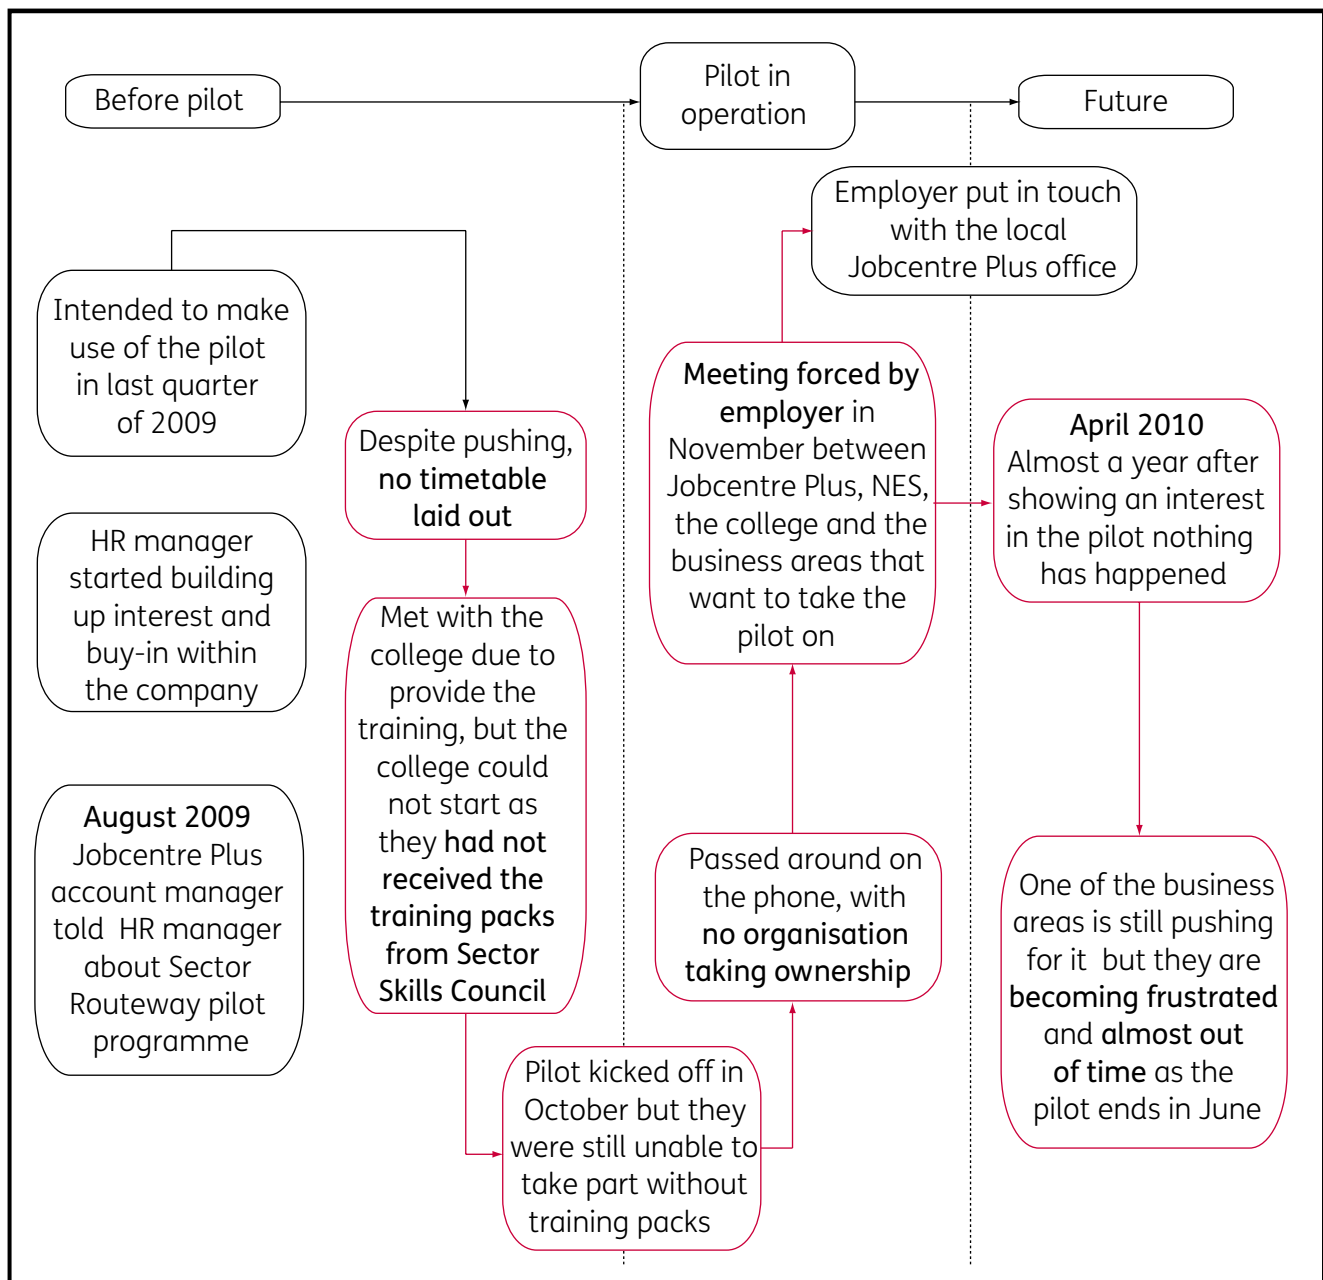 Before pilot
Pilot in
operation
Future
Intended to make
use of the pilot
in last quarter
of 2009
HR manager
started building
up interest and
buy-in within
the company
August 2009
Jobcentre Plus
account manager
told HR manager
about Sector
Routeway pilot
programme
Despite pushing,
no timetable
laid out
Met with the
college due to
provide the
training, but the
college could
not start as
they had not
received the
training packs
from Sector
Skills Council
Pilot kicked off in
October but they
were still unable to
take part without
training packs
Passed around on
the phone, with
no organisation
taking ownership
Meeting forced by
employer in
November between
Jobcentre Plus, NES,
the college and the
business areas that
want to take the
pilot on
Employer put in touch
with the local
Jobcentre Plus office
April 2010
Almost a year after
showing an interest
in the pilot nothing
has happened
One of the business
areas is still pushing
for it but they are
becoming frustrated
and almost out
of time as the
pilot ends in June